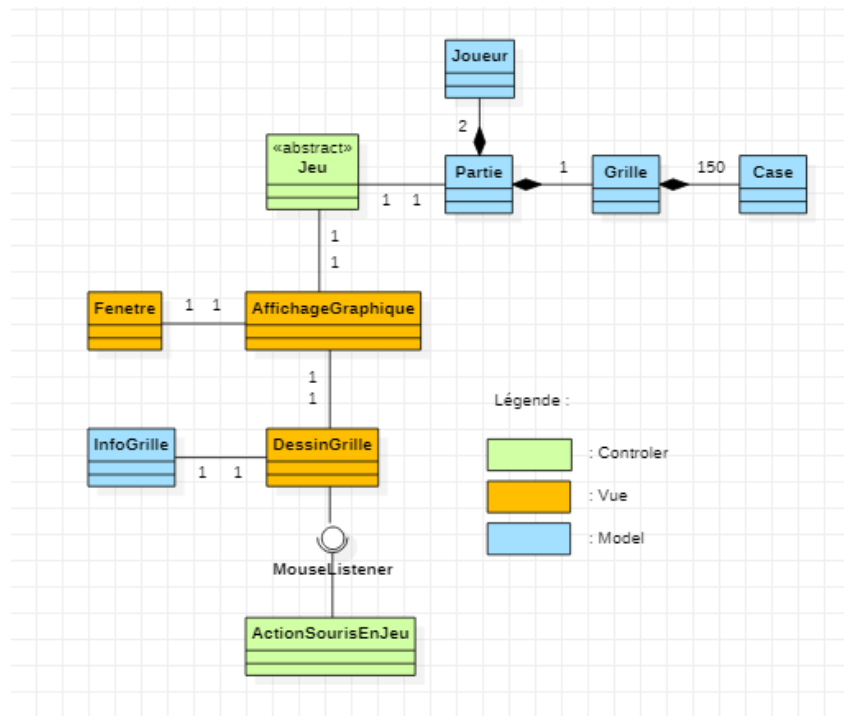 Joueur
2
«abstract»
Jeu
Partie
1
Grille
150
Case
1 1
1
1
Fenetre
1 1
AffichageGraphique
1
1
Légende :
InfoGrille
1 1
DessinGrille
: Controler
: Vue
: Model
MouseListener
ActionSourisEnJeu